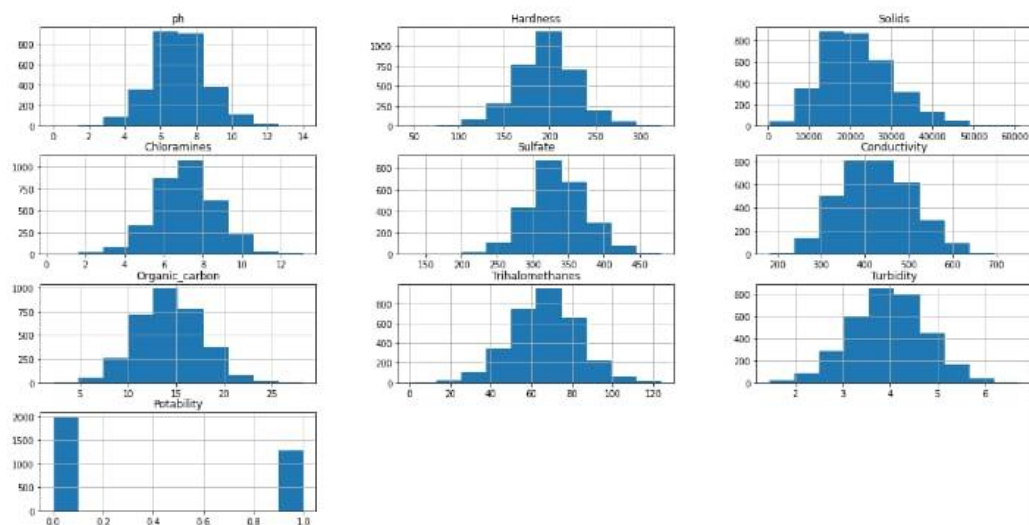 ph
800
600
400
200
0
0 2 4 6 8 10 12 14
Hardness
1000
750
500
250
0
50 100 150 200 250 300
Solids
800
600
400
200
0
0 10000 20000 30000 40000 50000 60000
Chloramines
1000
750
500
250
0
0 2 4 6 8 10 12
Sulfate
800
600
400
200
0
150 200 250 300 350 400 450
Conductivity
800
600
400
200
0
200 300 400 500 600 700
Organic_carbon
1000
750
500
250
0
5 10 15 20 25
Trihalomethanes
800
600
400
200
0
0 20 40 60 80 100 120
Turbidity
800
600
400
200
0
2 3 4 5 6
Potability
2000
1500
1000
500
0
0.0 0.2 0.4 0.6 0.8 1.0